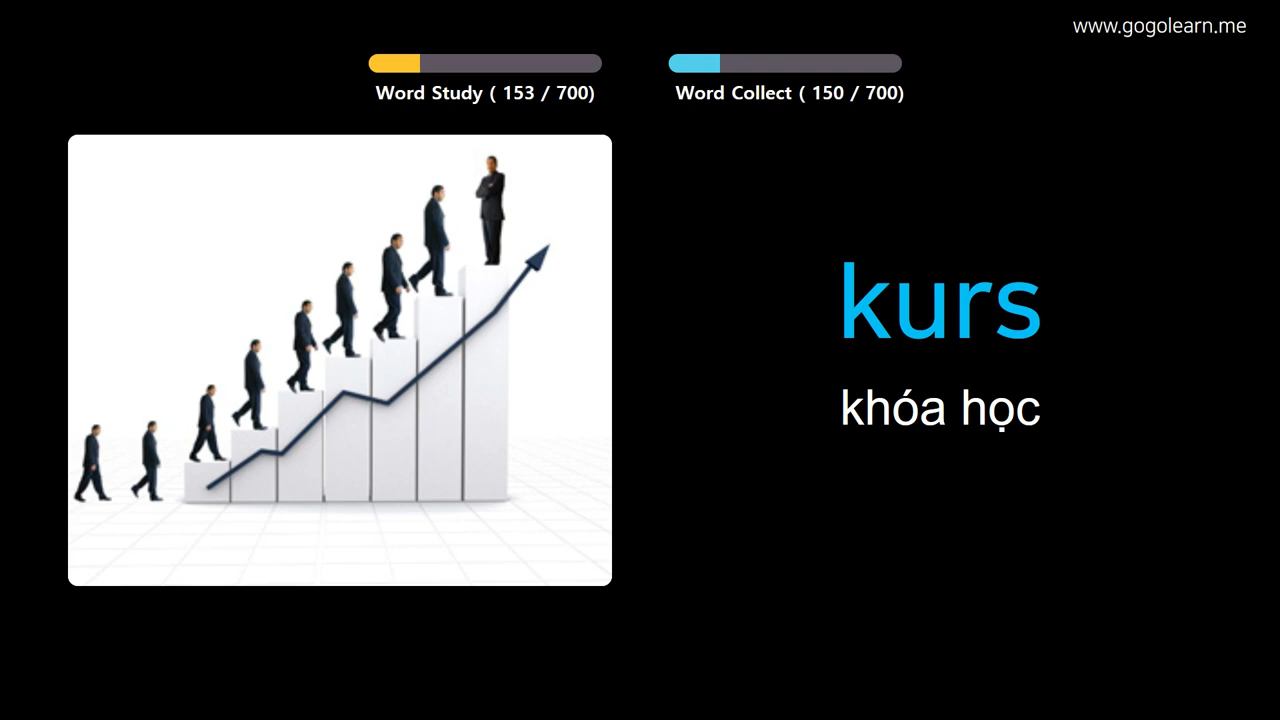 www.gogolearn.me
Word Study ( 153 / 700)
Word Collect ( 150 / 700)
kurs
khóa học